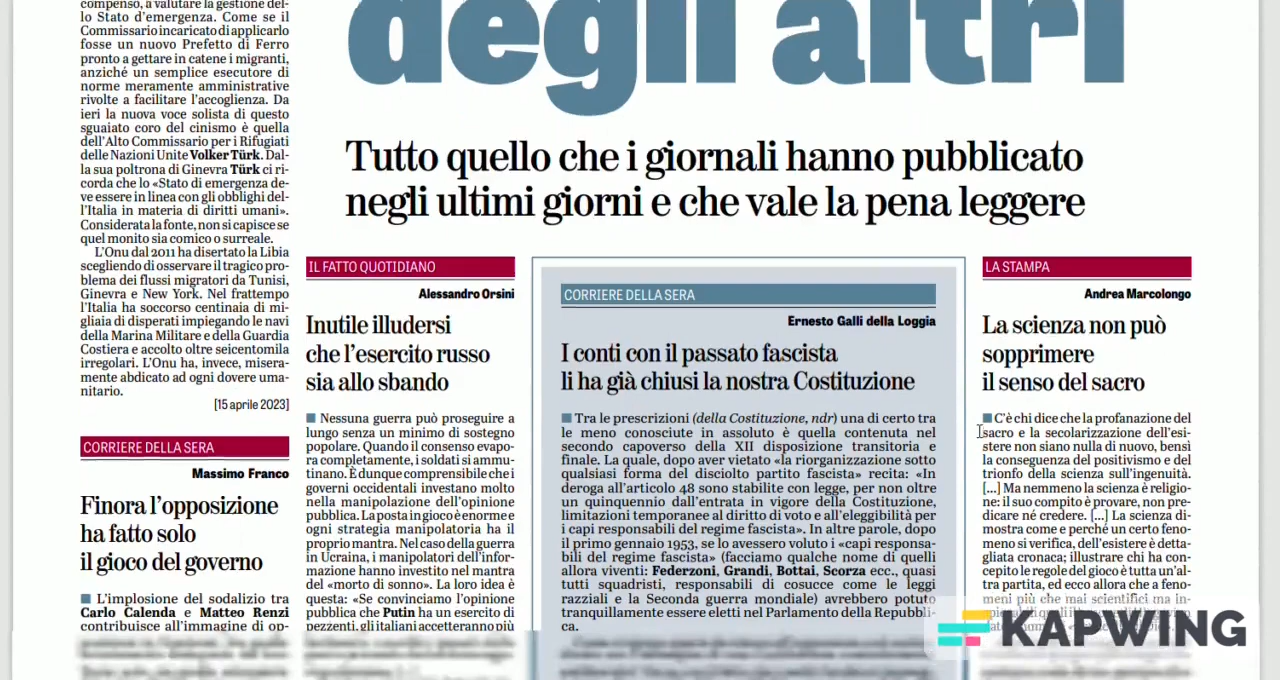 compenso, a valutare la gestione del-
lo Stato d'emergenza. Come se il
Commissario incaricato di applicarlo
fosse un nuovo Prefetto di Ferro
pronto a gettare in catene i migranti,
anziché un semplice esecutore di
norme meramente amministrative
rivolte a facilitare l'accoglienza. Da
ieri la nuova voce solista di questo
sguaiato coro del cinismo è quella
dell'Alto Commissario per i Rifugiati
delle Nazioni Unite Volker Türk. Dal-
la sua poltrona di Ginevra Türk ci ri-
corda che lo «Stato di emergenza de-
ve essere in linea con gli obblighi del-
l'Italia in materia di diritti umani».
Considerata la fonte, non si capisce se
quel monito sia comico o surreale.
L'Onu dal 2011 ha disertato la Libia
scegliendo di osservare il tragico pro-
blema dei flussi migratori da Tunisi,
Ginevra e New York. Nel frattempo
l'Italia ha soccorso centinaia di mi-
gliaia di disperati impiegando le navi
della Marina Militare e della Guardia
Costiera e accolto oltre seicentomila
irregolari. L'Onu ha, invece, misera-
mente abdicato ad ogni dovere uma-
nitario.
[15 aprile 2023]
CORRIERE DELLA SERA
Massimo Franco
Finora l'opposizione
ha fatto solo
il gioco del governo
L'implosione del sodalizio tra
Carlo Calenda e Matteo Renzi
contribuisce all'immagine di op-
degli altri
Tutto quello che i giornali hanno pubblicato
negli ultimi giorni e che vale la pena leggere
IL FATTO QUOTIDIANO
Alessandro Orsini
Inutile illudersi
che l'esercito russo
sia allo sbando
Nessuna guerra può proseguire a
lungo senza un minimo di sostegno
popolare. Quando il consenso evapo-
ra completamente, i soldati si ammu-
tinano. È dunque comprensibile che i
governi occidentali investano molto
nella manipolazione dell'opinione
pubblica. La posta in gioco è enorme e
ogni strategia manipolatoria ha il
proprio mantra. Nel caso della guerra
in Ucraina, i manipolatori dell'infor-
mazione hanno investito nel mantra
del «morto di sonno». La loro idea è
questa: «Se convinciamo l'opinione
pubblica che Putin ha un esercito di
pezzenti, gli italiani accetteranno più
CORRIERE DELLA SERA
Ernesto Galli della Loggia
I conti con il passato fascista
li ha già chiusi la nostra Costituzione
Tra le prescrizioni (della Costituzione, ndr) una di certo tra
le meno conosciute in assoluto è quella contenuta nel
secondo capoverso della XII disposizione transitoria e
finale. La quale, dopo aver vietato «la riorganizzazione sotto
qualsiasi forma del disciolto partito fascista» recita: «In
deroga all'articolo 48 sono stabilite con legge, per non oltre
un quinquennio dall'entrata in vigore della Costituzione,
limitazioni temporanee al diritto di voto e all'eleggibilità per
i capi responsabili del regime fascista». In altre parole, dopo
il primo gennaio 1953, se lo avessero voluto i «capi responsa-
bili del regime fascista» (facciamo qualche nome di quelli
allora viventi: Federzoni, Grandi, Bottai, Scorza ecc., quasi
tutti squadristi, responsabili di cosucce come le leggi
razziali e la Seconda guerra mondiale) avrebbero potuto
tranquillamente essere eletti nel Parlamento della Repubbli-
ca.
LA STAMPA
Andrea Marcolongo
La scienza non può
sopprimere
il senso del sacro
C'è chi dice che la profanazione del
sacro e la secolarizzazione dell'esi-
stere non siano nulla di nuovo, bensì
la conseguenza del positivismo e del
trionfo della scienza sull'ingenuità.
[...] Ma nemmeno la scienza è religio-
ne: il suo compito è provare, non pre-
dicare né credere. [...] La scienza di-
mostra come e perché un certo feno-
meno si verifica, dell'esistere è detta-
gliata cronaca; illustrare chi ha con-
cepito le regole del gioco è tutta un'al-
tra partita, ed ecco allora che a feno-
meni più che mai scientifici ma in-
KAPWING